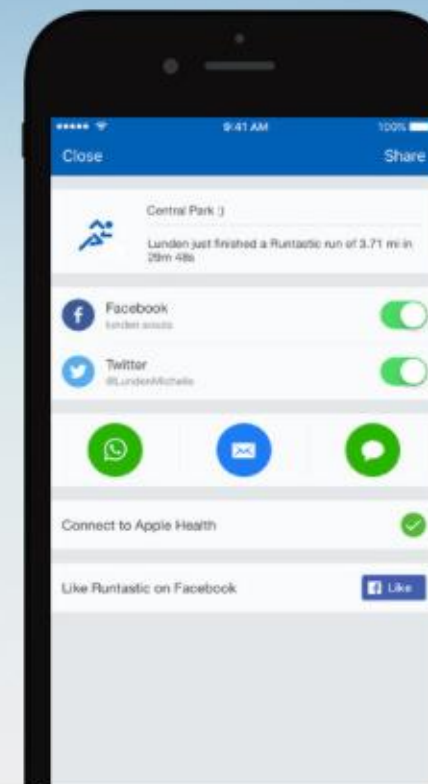 9:41 AM
100%
Close
Share
Central Park :)
Lunden just finished a Runtastic run of 3.71 mi in
29m 48s
Facebook
Twitter
@LundenMichelle
Connect to Apple Health
Like Runtastic on Facebook
Like